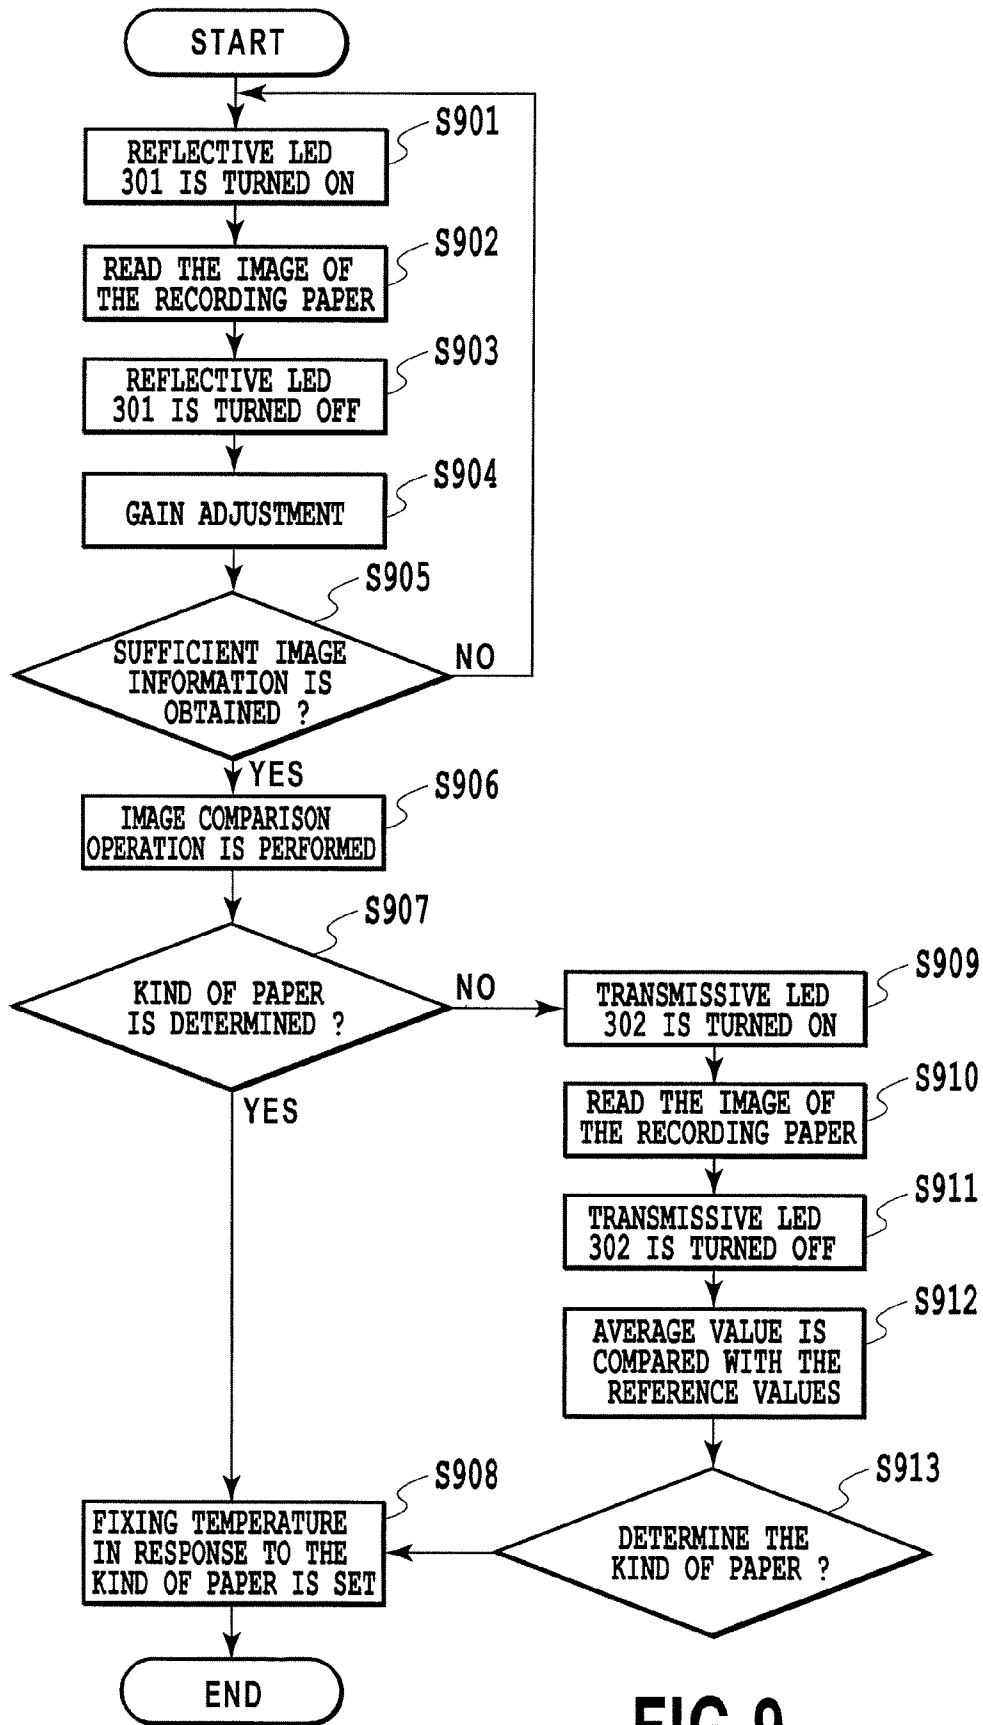 START
S901
REFLECTIVE LED
301 IS TURNED ON
S902
READ THE IMAGE OF
THE RECORDING PAPER
S903
REFLECTIVE LED
301 IS TURNED OFF
S904
GAIN ADJUSTMENT
S905
SUFFICIENT IMAGE
INFORMATION IS
OBTAINED ?
NO
YES
S906
IMAGE COMPARISON
OPERATION IS PERFORMED
S907
KIND OF PAPER
IS DETERMINED ?
NO
YES
S909
TRANSMISSIVE LED
302 IS TURNED ON
S910
READ THE IMAGE OF
THE RECORDING PAPER
S911
TRANSMISSIVE LED
302 IS TURNED OFF
S912
AVERAGE VALUE IS
COMPARED WITH THE
REFERENCE VALUES
S913
DETERMINE THE
KIND OF PAPER ?
S908
FIXING TEMPERATURE
IN RESPONSE TO THE
KIND OF PAPER IS SET
END
FIG.9